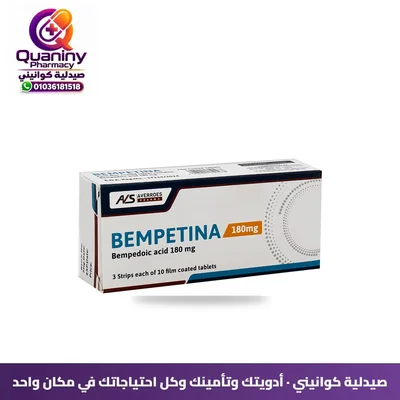 Quaniny
Pharmacy
صيدلية كوانيني
01036181518
AVERROES
PHARMA
BEMPETINA 180mg
Bempedoic acid 180 mg
3 Strips each of 10 film coated tablets
صيدلية كوانيني - أدويتك وتأمينك وكل احتياجاتك في مكان واحد